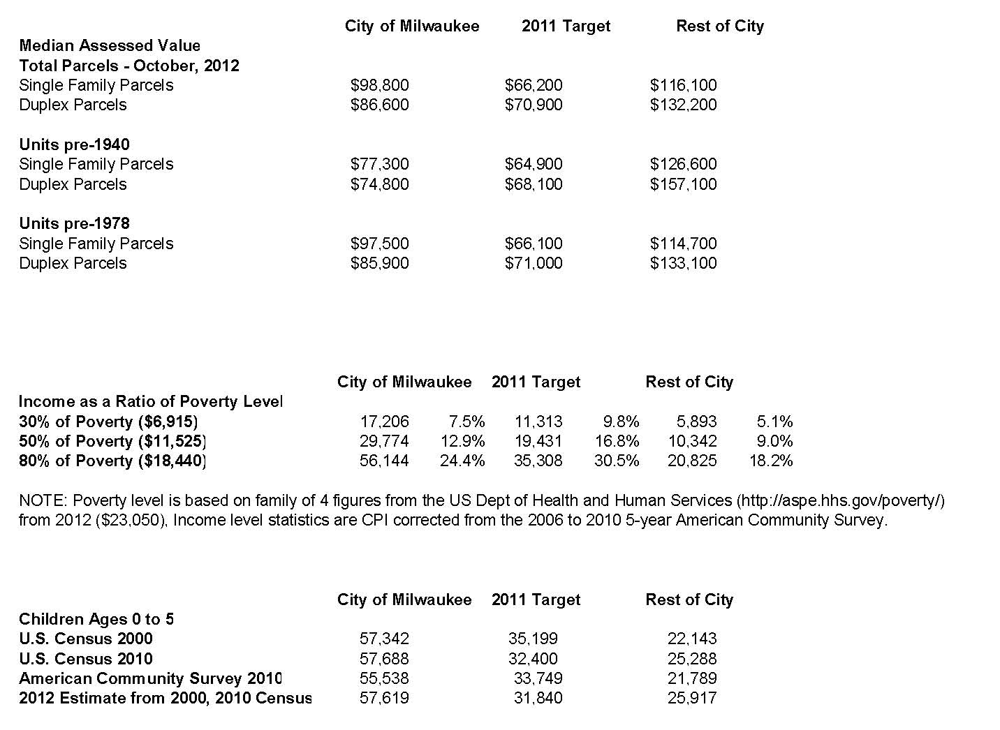 City of Milwaukee 2011 Target Rest of City
Median Assessed Value
Total Parcels - October, 2012
Single Family Parcels $98,800 $66,200 $116,100
Duplex Parcels $86,600 $70,900 $132,200
Units pre-1940
Single Family Parcels $77,300 $64,900 $126,600
Duplex Parcels $74,800 $68,100 $157,100
Units pre-1978
Single Family Parcels $97,500 $66,100 $114,700
Duplex Parcels $85,900 $71,000 $133,100
City of Milwaukee 2011 Target Rest of City
Income as a Ratio of Poverty Level
30% of Poverty ($6,915) 17,206 7.5% 11,313 9.8% 5,893 5.1%
50% of Poverty ($11,525) 29,774 12.9% 19,431 16.8% 10,342 9.0%
80% of Poverty ($18,440) 56,144 24.4% 35,308 30.5% 20,825 18.2%
NOTE: Poverty level is based on family of 4 figures from the US Dept of Health and Human Services (http://aspe.hhs.gov/poverty/)
from 2012 ($23,050), Income level statistics are CPI corrected from the 2006 to 2010 5-year American Community Survey.
City of Milwaukee 2011 Target Rest of City
Children Ages 0 to 5
U.S. Census 2000 57,342 35,199 22,143
U.S. Census 2010 57,688 32,400 25,288
American Community Survey 2010 55,538 33,749 21,789
2012 Estimate from 2000, 2010 Census 57,619 31,840 25,917